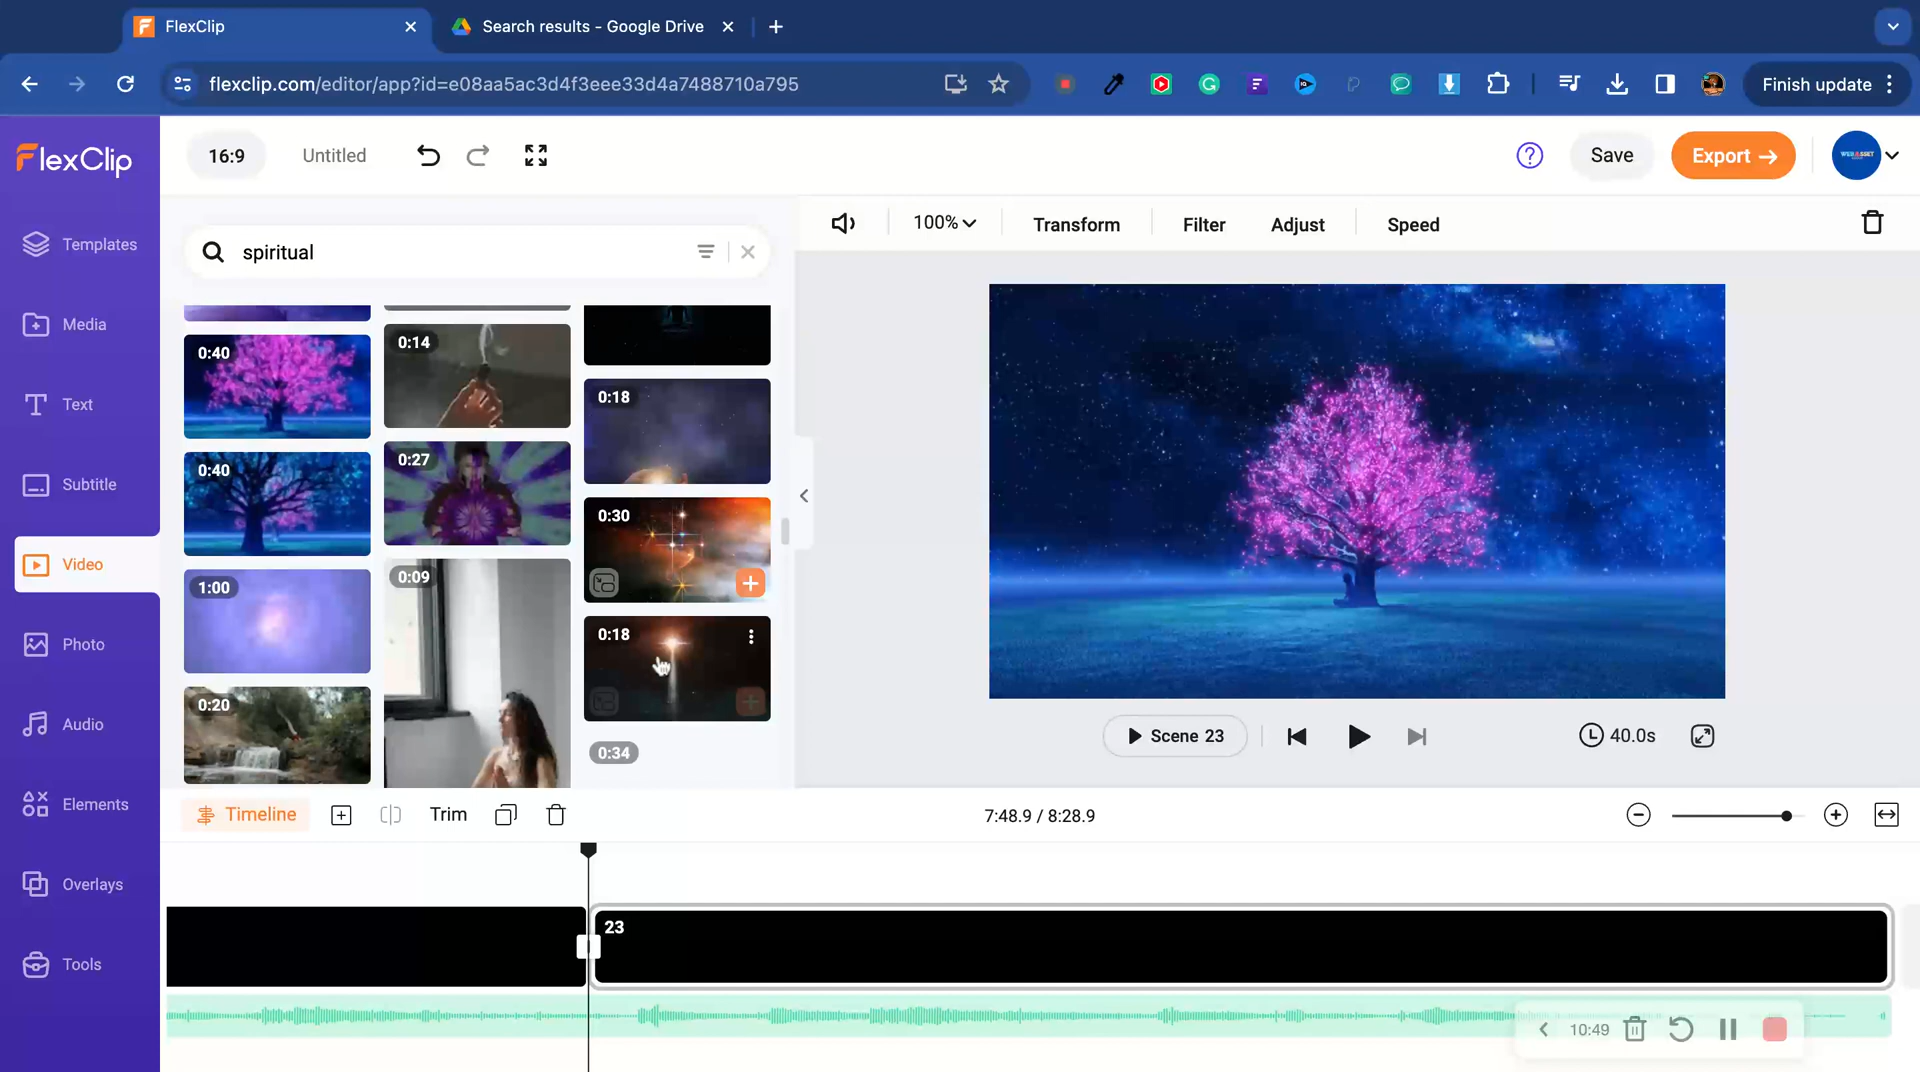 FlexClip
Search results - Google Drive
flexclip.com/editor/app?id=e08aa5ac3d4f3eee33d4a7488710a795
Finish update
FlexClip
16:9
Untitled
Save
Export
WEB ASSET
Templates
Media
Text
Subtitle
Video
Photo
Audio
Elements
Overlays
Tools
spiritual
0:40
0:14
0:18
0:40
0:27
0:30
1:00
0:09
0:18
0:20
0:34
100%
Transform
Filter
Adjust
Speed
Scene 23
40.0s
Timeline
Trim
7:48.9 / 8:28.9
23
10:49